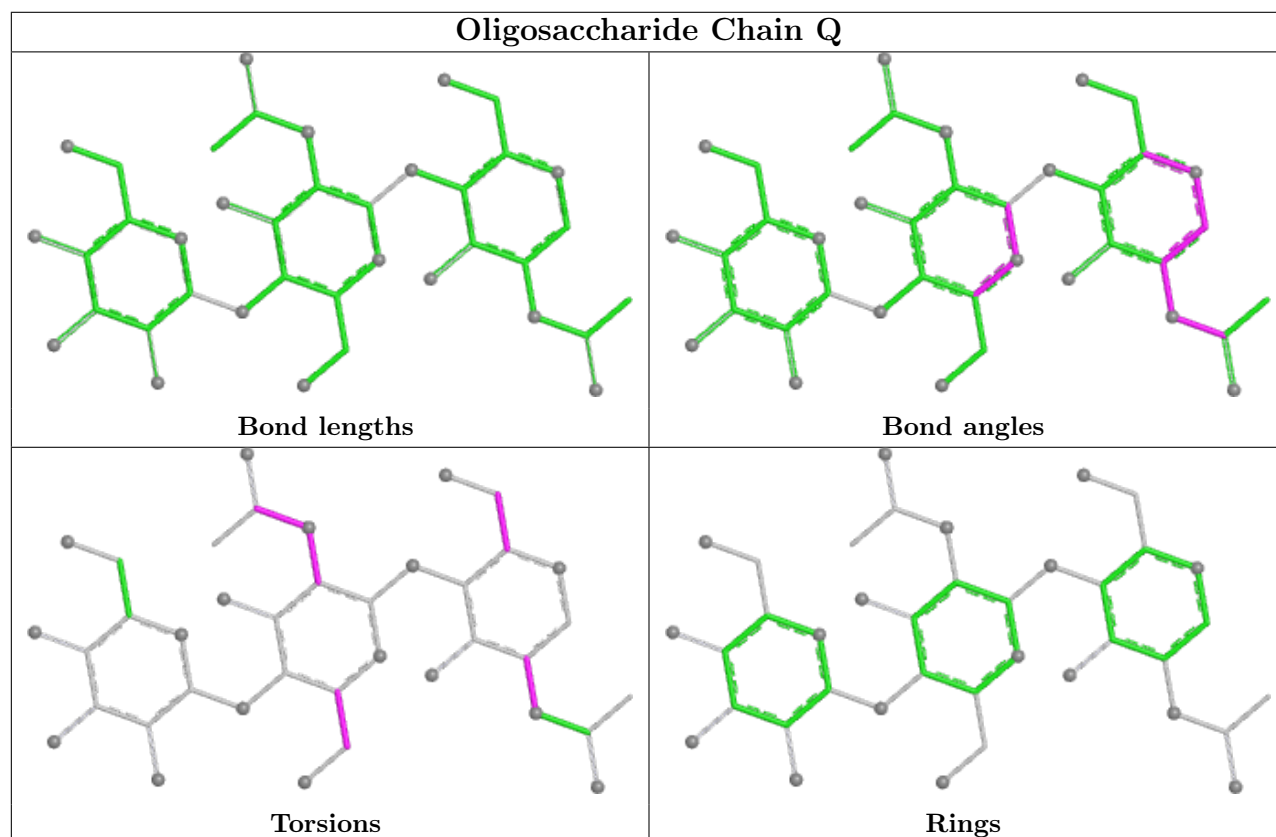 Oligosaccharide Chain Q
Bond lengths
Bond angles
Torsions
Rings